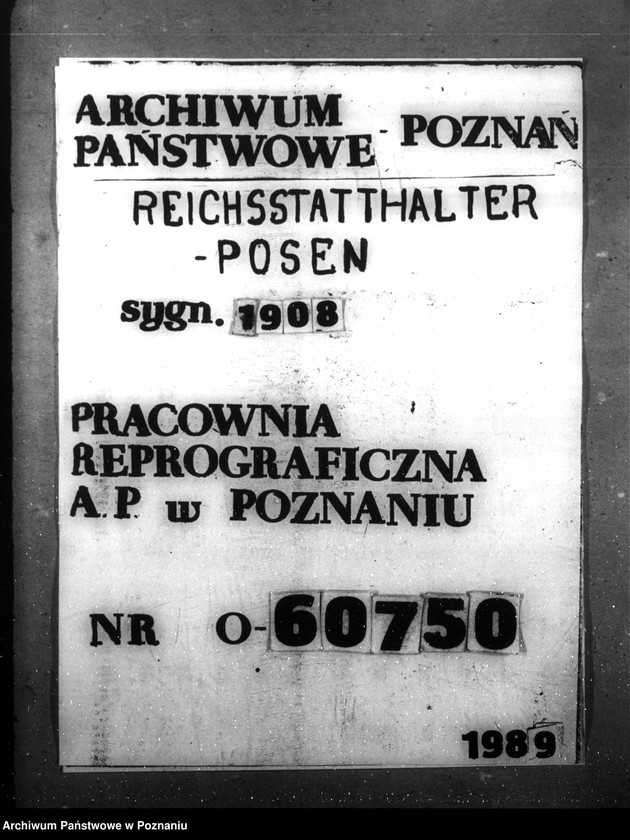 ARCHIWUM
PAŃSTWOWE - POZNAŃ
REICHSSTATTHALTER
-POSEN
sygn. 1908
PRACOWNIA
REPROGRAFICZNA
A.P. w POZNANIU
NR O-60750
1989
Archiwum Państwowe w Poznaniu